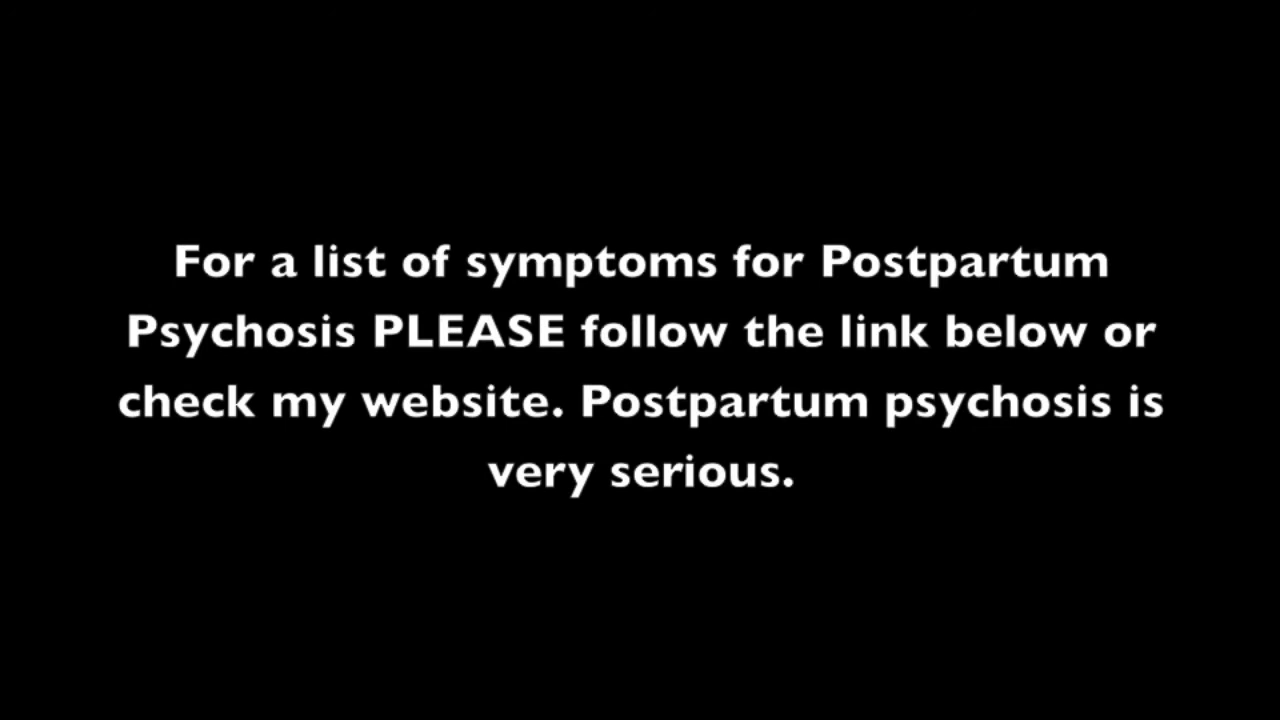 For a list of symptoms for Postpartum
Psychosis PLEASE follow the link below or
check my website. Postpartum psychosis is
very serious.